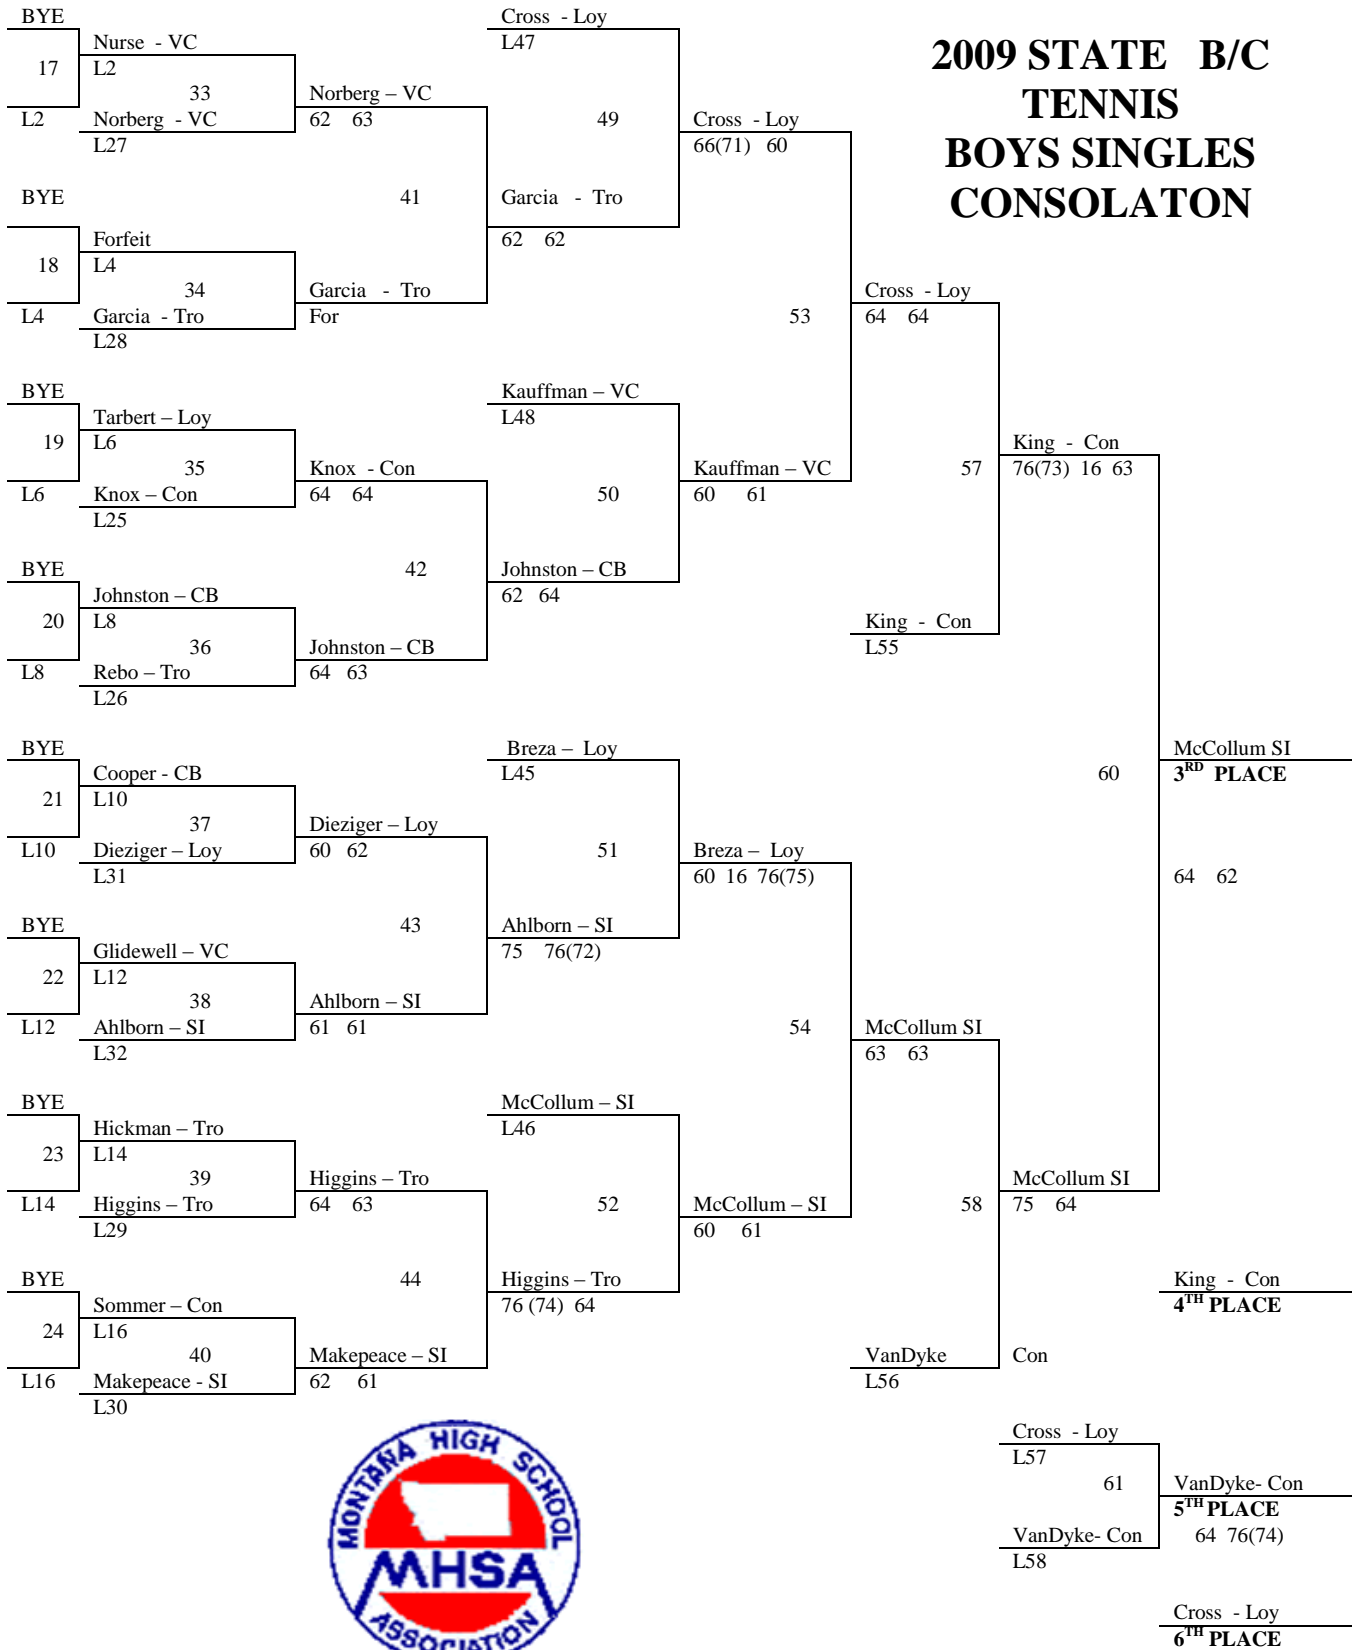 2009 STATE B/C
TENNIS
BOYS SINGLES
CONSOLATON
BYE
17
L2
BYE
18
L4
BYE
19
L6
BYE
20
L8
BYE
21
L10
BYE
22
L12
BYE
23
L14
BYE
24
L16
Nurse - VC
L2
33
Norberg - VC
L27
Forfeit
L4
34
Garcia - Tro
L28
Tarbert – Loy
L6
35
Knox – Con
L25
Johnston – CB
L8
36
Rebo – Tro
L26
Cooper - CB
L10
37
Dieziger – Loy
L31
Glidewell – VC
L12
38
Ahlborn – SI
L32
Hickman – Tro
L14
39
Higgins – Tro
L29
Sommer – Con
L16
40
Makepeace - SI
L30
Norberg – VC
62 63
41
Garcia - Tro
For
Knox - Con
64 64
42
Johnston – CB
64 63
Dieziger – Loy
60 62
43
Ahlborn – SI
61 61
Higgins – Tro
64 63
44
Makepeace – SI
62 61
Cross - Loy
L47
49
Garcia - Tro
62 62
Kauffman – VC
L48
50
Johnston – CB
62 64
Breza – Loy
L45
51
Ahlborn – SI
75 76(72)
McCollum – SI
L46
52
Higgins – Tro
76 (74) 64
Cross - Loy
66(71) 60
53
Kauffman – VC
60 61
Breza – Loy
60 16 76(75)
54
McCollum – SI
60 61
Cross - Loy
64 64
57
King - Con
L55
McCollum SI
63 63
58
VanDyke Con
L56
King - Con
76(73) 16 63
60
McCollum SI
75 64
McCollum SI
3RD PLACE
64 62
King - Con
4TH PLACE
Cross - Loy
L57
61
VanDyke- Con
L58
VanDyke- Con
5TH PLACE
64 76(74)
Cross - Loy
6TH PLACE
MONTANA HIGH SCHOOL
MHSA
ASSOCIATION